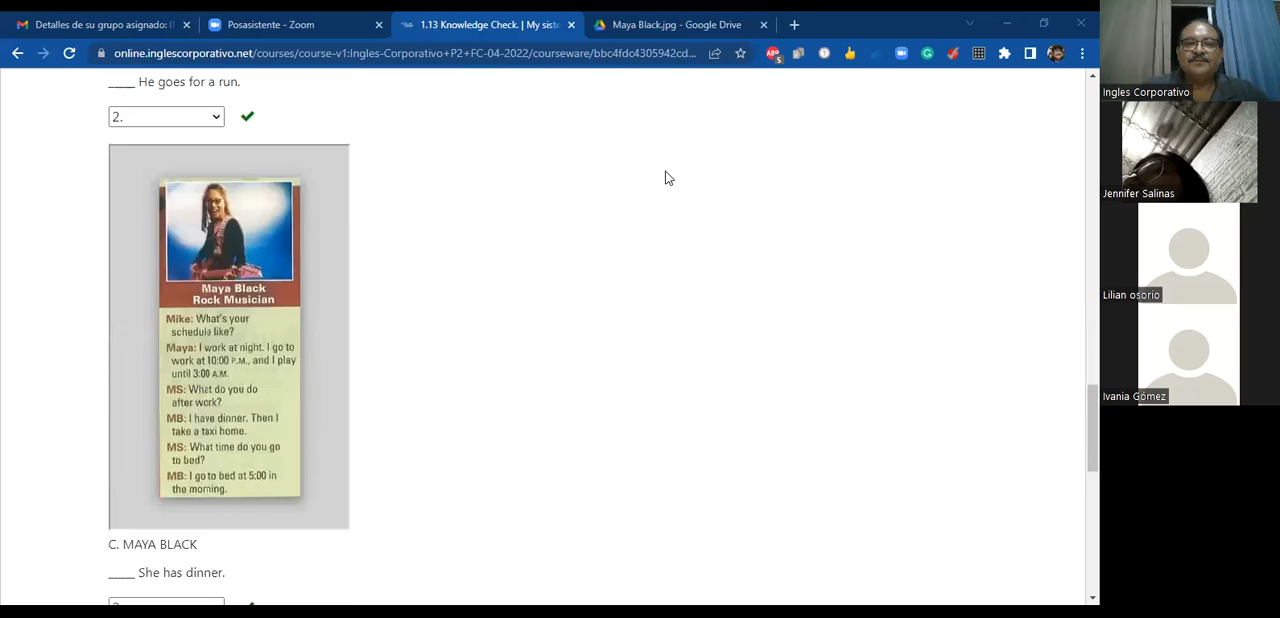 Detalles de su grupo asignado: I
Posasistente - Zoom
1.13 Knowledge Check. | My siste
Maya Black.jpg - Google Drive
online.inglescorporativo.net/courses/course-v1:Ingles-Corporativo+P2+FC-04-2022/courseware/bbc4fdc4305942cd...
_____ He goes for a run.
2.
Maya Black
Rock Musician
Mike: What's your
schedule like?
Maya: I work at night. I go to
work at 10:00 P.M., and I play
until 3:00 A.M.
MS: What do you do
after work?
MB: I have dinner. Then I
take a taxi home.
MS: What time do you go
to bed?
MB: I go to bed at 5:00 in
the morning.
C. MAYA BLACK
_____ She has dinner.
Ingles Corporativo
Jennifer Salinas
Lilian osorio
Ivania Gómez